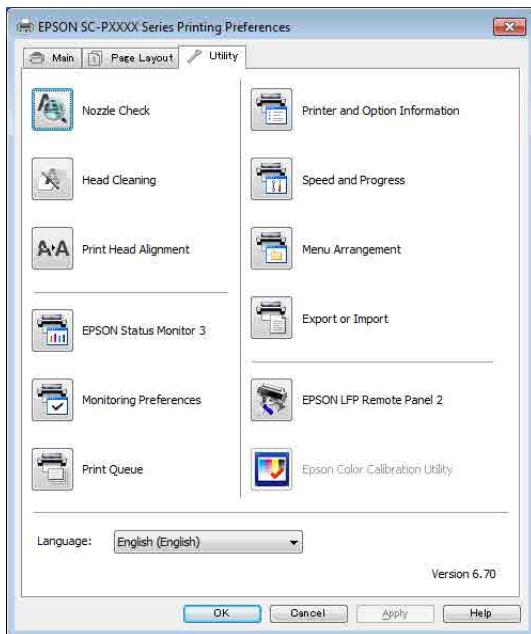 EPSON SC-PXXXX Series Printing Preferences
Main
Page Layout
Utility
Nozzle Check
Head Cleaning
Print Head Alignment
EPSON Status Monitor 3
Monitoring Preferences
Print Queue
Printer and Option Information
Speed and Progress
Menu Arrangement
Export or Import
EPSON LFP Remote Panel 2
Epson Color Calibration Utility
Language: English (English)
Version 6.70
OK Cancel Apply Help